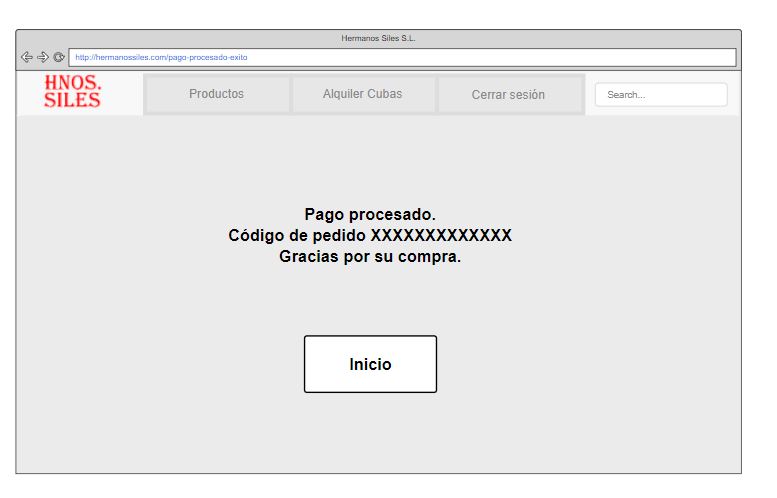 Hermanos Siles S.L.
http://hermanossiles.com/pago-procesado-exito
HNOS.
SILES
Productos
Alquiler Cubas
Cerrar sesión
Search...
Pago procesado.
Código de pedido XXXXXXXXXXXXX
Gracias por su compra.
Inicio